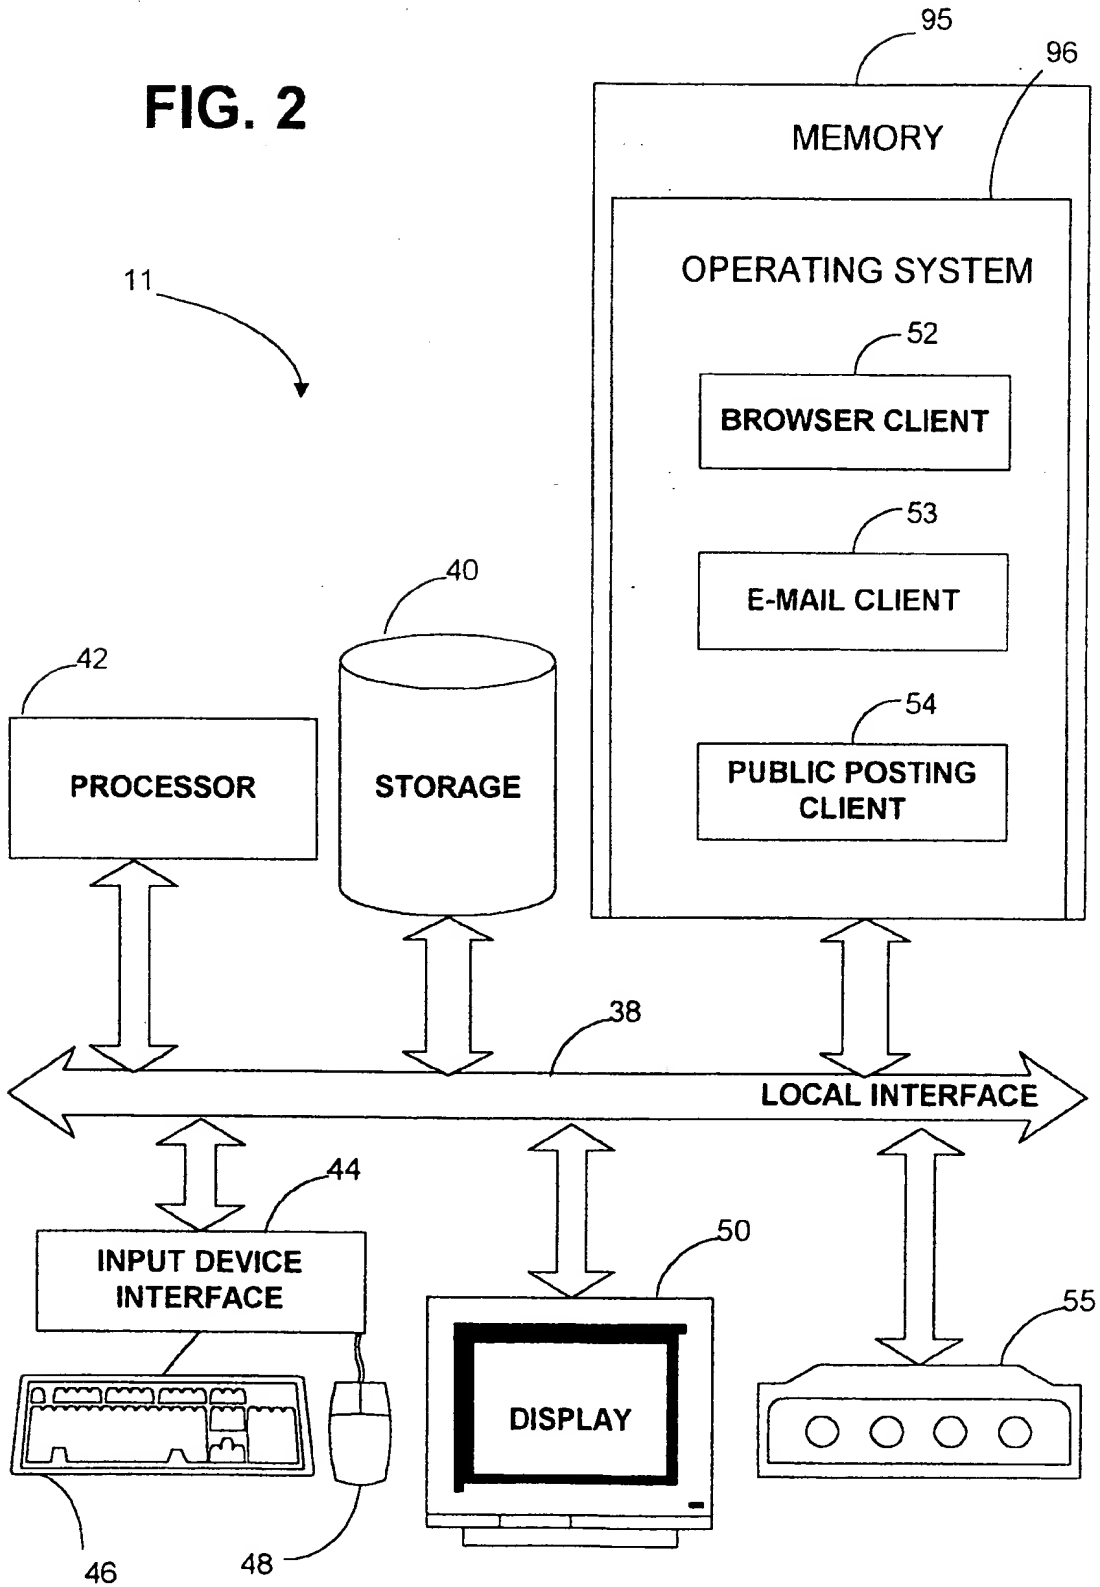 95
96
FIG. 2
MEMORY
11
OPERATING SYSTEM
52
BROWSER CLIENT
53
E-MAIL CLIENT
40
42
54
PROCESSOR
STORAGE
PUBLIC POSTING
CLIENT
38
LOCAL INTERFACE
44
INPUT DEVICE
INTERFACE
50
55
DISPLAY
46
48